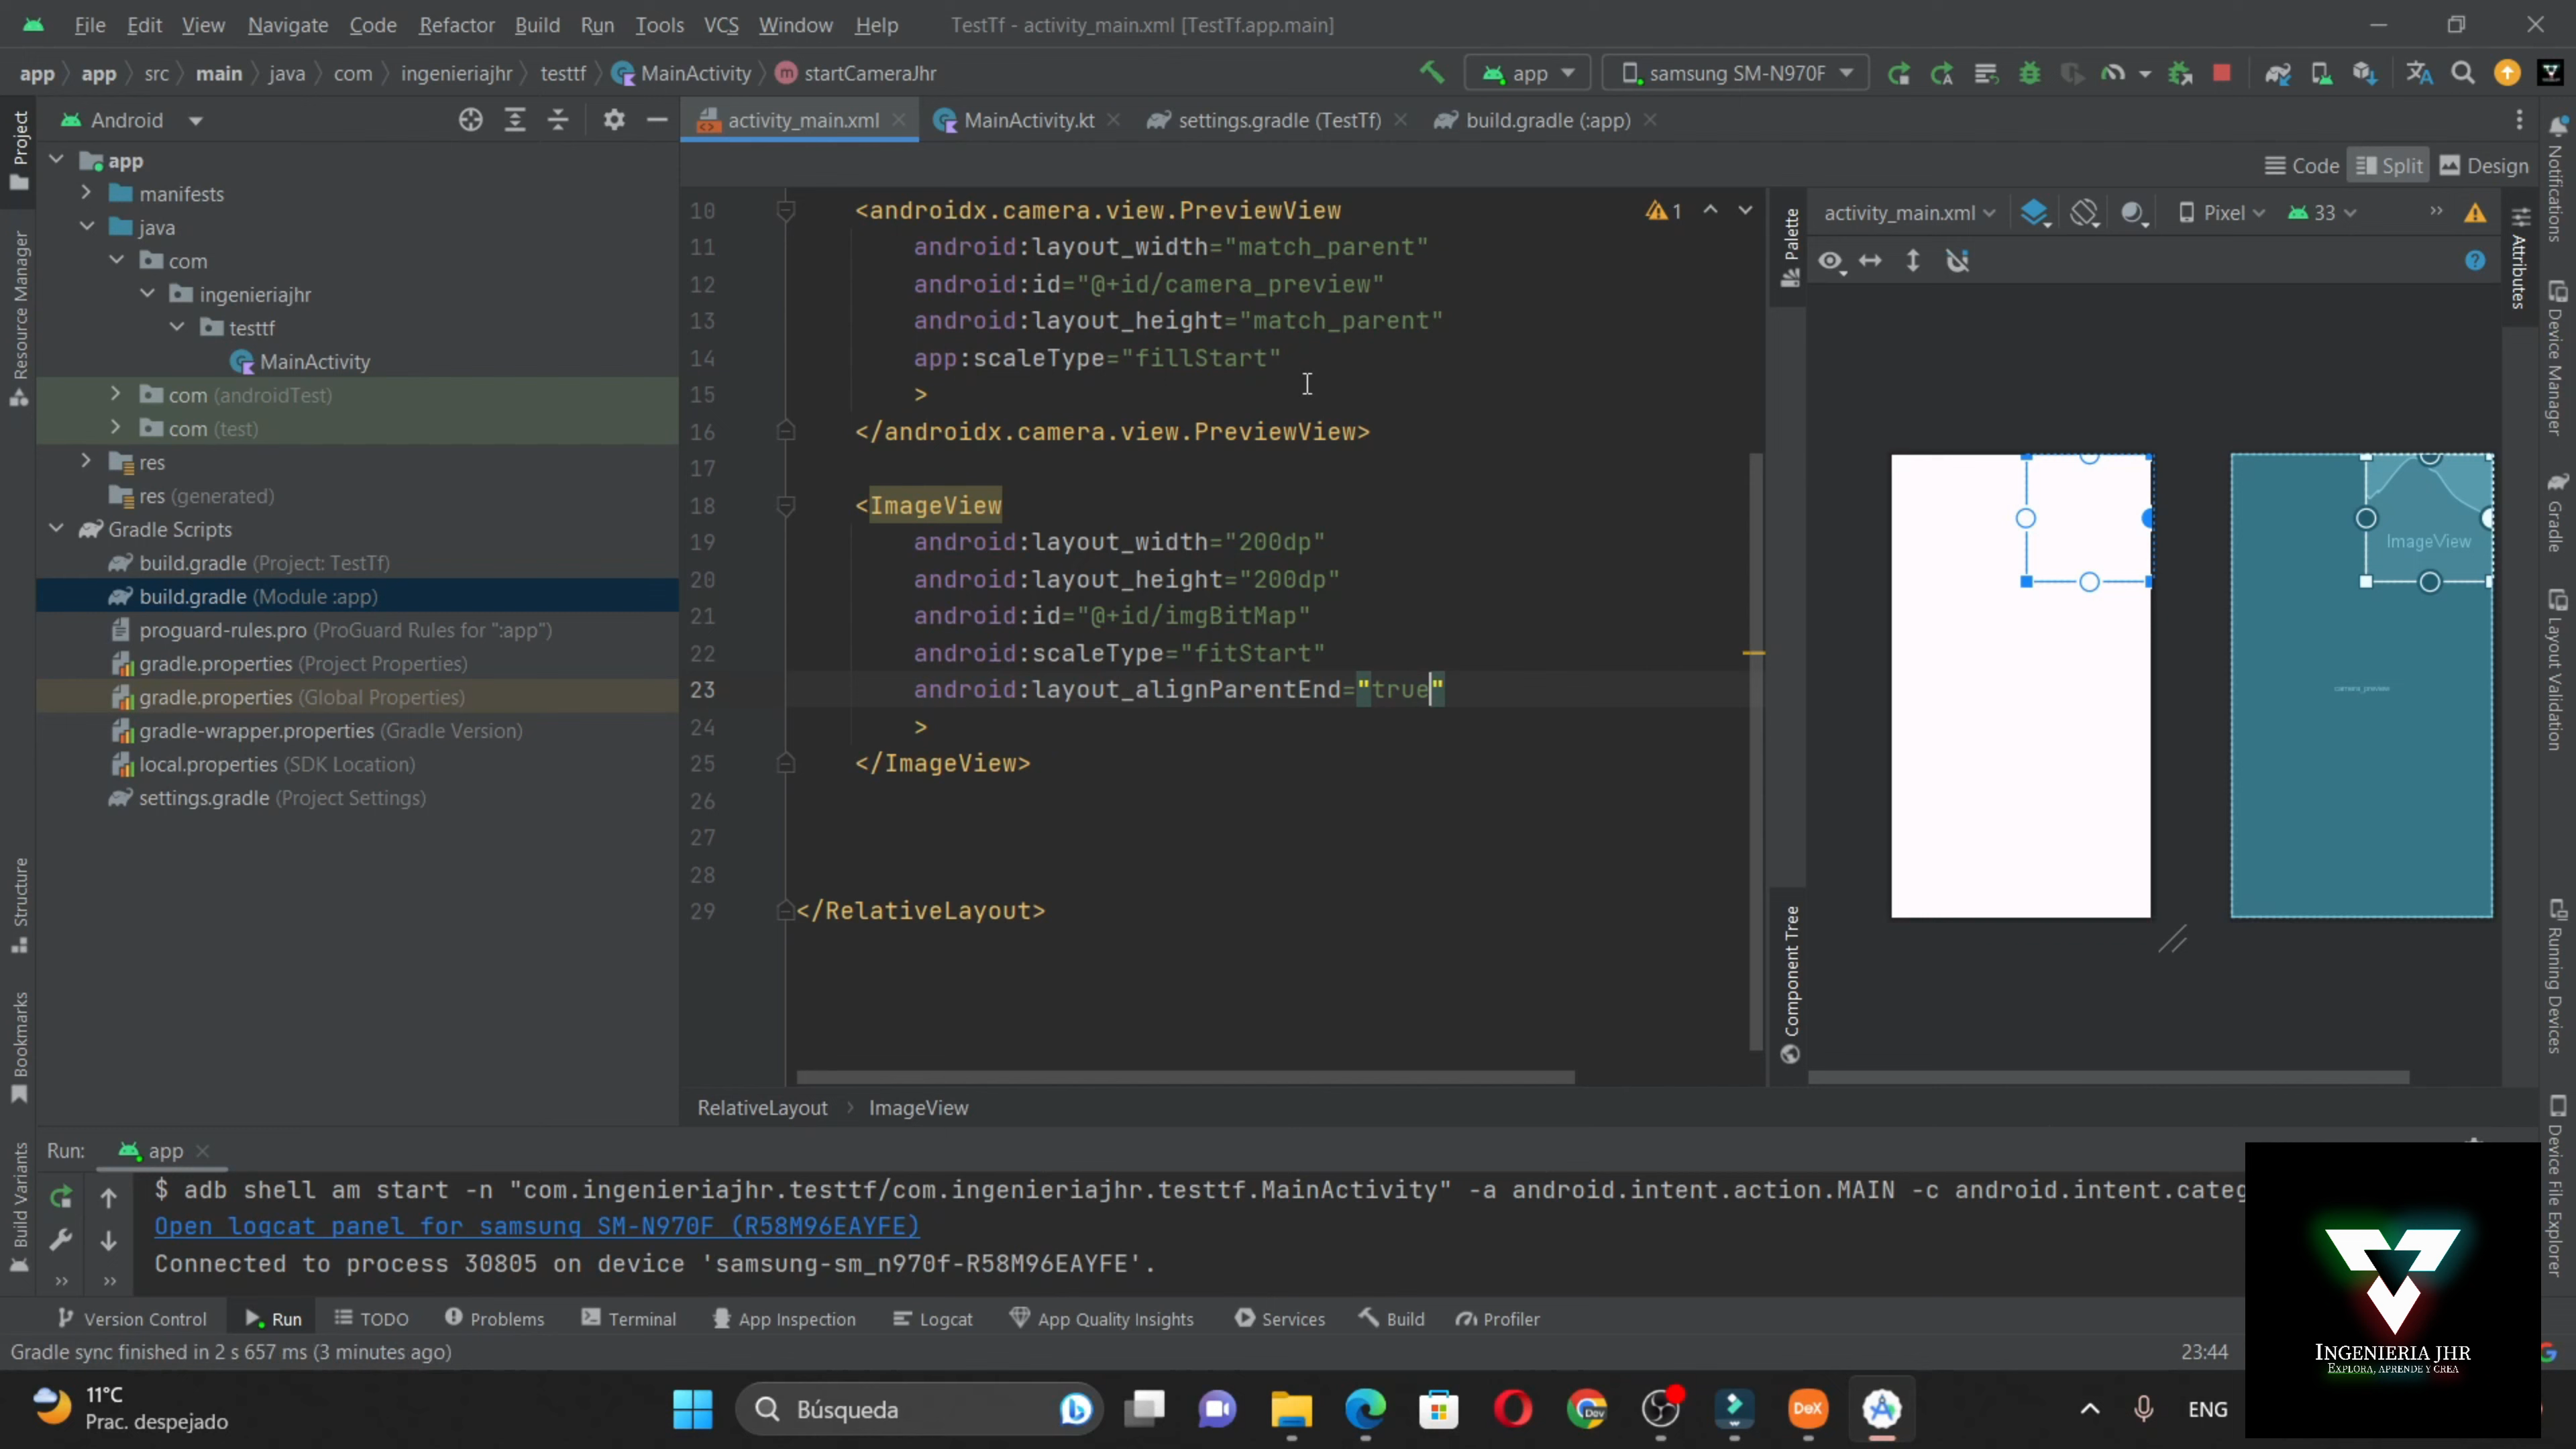 File Edit View Navigate Code Refactor Build Run Tools VCS Window Help TestTf - activity_main.xml [TestTf.app.main]
app app src main java com ingenieriajhr testtf MainActivity m startCameraJhr app samsung SM-N970F
Android
activity_main.xml MainActivity.kt settings.gradle (TestTf) build.gradle (:app)
Code Split Design
Project
Resource Manager
Structure
Bookmarks
Build Variants
app
manifests
java
com
ingenieriajhr
testtf
MainActivity
com (androidTest)
com (test)
res
res (generated)
Gradle Scripts
build.gradle (Project: TestTf)
build.gradle (Module :app)
proguard-rules.pro (ProGuard Rules for ":app")
gradle.properties (Project Properties)
gradle.properties (Global Properties)
gradle-wrapper.properties (Gradle Version)
local.properties (SDK Location)
settings.gradle (Project Settings)
10 <androidx.camera.view.PreviewView 1
11 android:layout_width="match_parent"
12 android:id="@+id/camera_preview"
13 android:layout_height="match_parent"
14 app:scaleType="fillStart"
15 >
16 </androidx.camera.view.PreviewView>
17
18 <ImageView
19 android:layout_width="200dp"
20 android:layout_height="200dp"
21 android:id="@+id/imgBitMap"
22 android:scaleType="fitStart"
23 android:layout_alignParentEnd="true"
24 >
25 </ImageView>
26
27
28
29 </RelativeLayout>
RelativeLayout ImageView
Palette
Component Tree
activity_main.xml Pixel 33
ImageView
camera_preview
Attributes
Notifications
Device Manager
Gradle
Layout Validation
Running Devices
Device File Explorer
Run: app
$ adb shell am start -n "com.ingenieriajhr.testtf/com.ingenieriajhr.testtf.MainActivity" -a android.intent.action.MAIN -c android.intent.categ
Open logcat panel for samsung SM-N970F (R58M96EAYFE)
Connected to process 30805 on device 'samsung-sm_n970f-R58M96EAYFE'.
Version Control Run TODO Problems Terminal App Inspection Logcat App Quality Insights Services Build Profiler
Gradle sync finished in 2 s 657 ms (3 minutes ago) 23:44
INGENIERIA JHR
EXPLORA, APRENDE Y CREA
11°C
Prac. despejado
Búsqueda
Dev
DeX
ENG